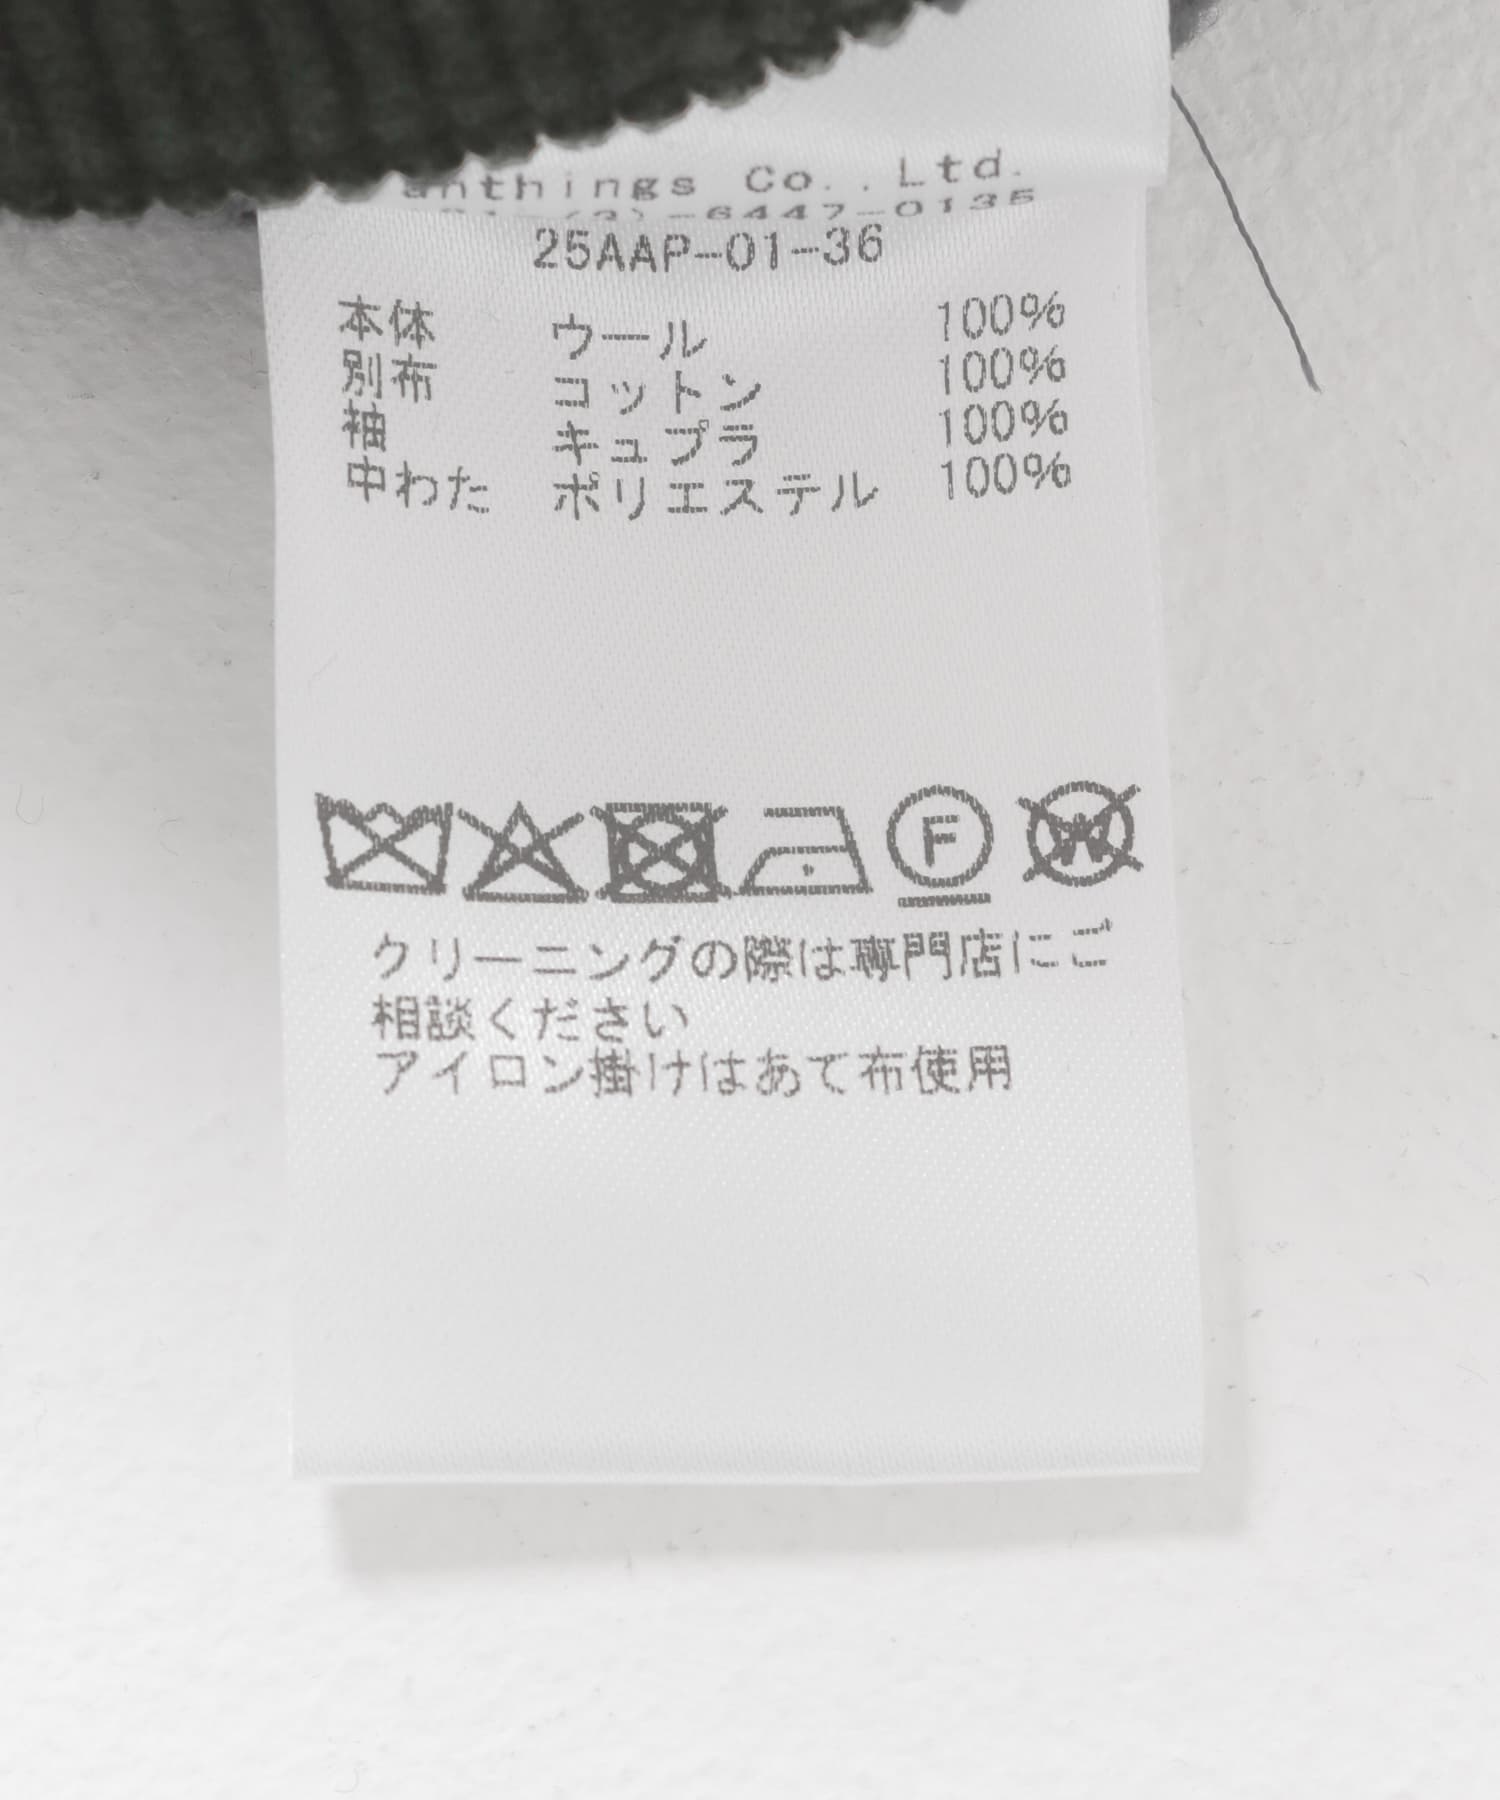 anthings Co.,Ltd.
-6447-0135
25AAP-01-36
本体 ウール 100%
別布 コットン 100%
袖 キュプラ 100%
中わた ポリエステル 100%
F W
クリーニングの際は専門店にご
相談ください
アイロン掛けはあて布使用